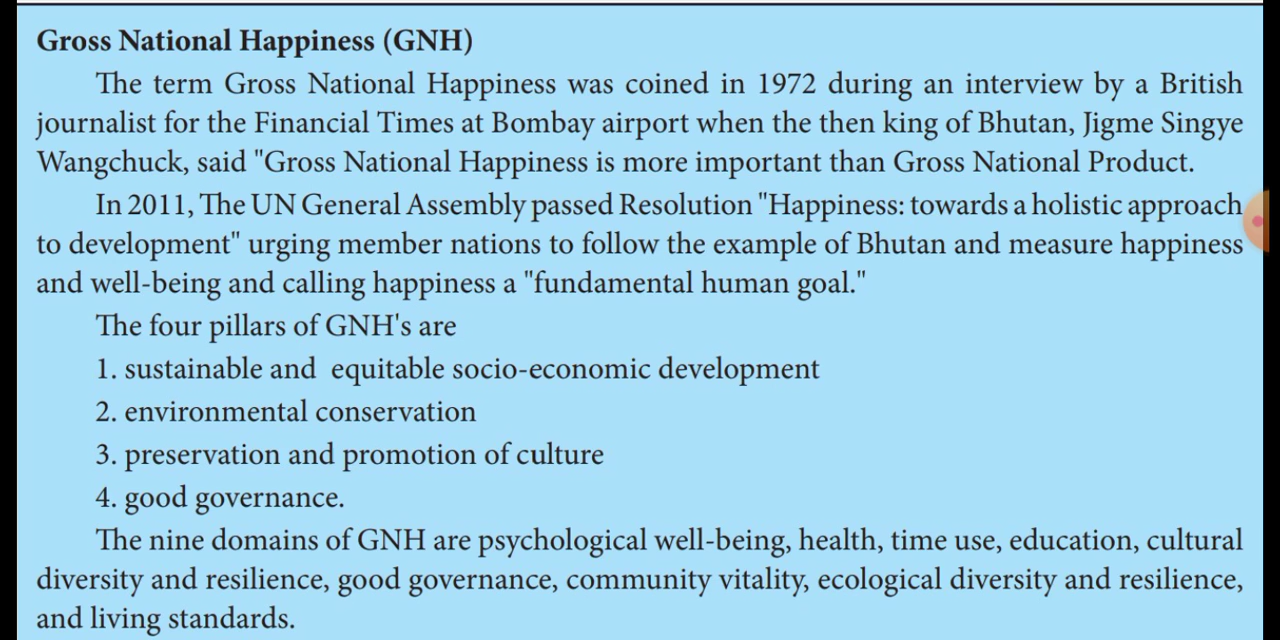 Gross National Happiness (GNH)
The term Gross National Happiness was coined in 1972 during an interview by a British
journalist for the Financial Times at Bombay airport when the then king of Bhutan, Jigme Singye
Wangchuck, said "Gross National Happiness is more important than Gross National Product.
In 2011, The UN General Assembly passed Resolution "Happiness: towards a holistic approach
to development" urging member nations to follow the example of Bhutan and measure happiness
and well-being and calling happiness a "fundamental human goal."
The four pillars of GNH's are
1. sustainable and  equitable socio-economic development
2. environmental conservation
3. preservation and promotion of culture
4. good governance.
The nine domains of GNH are psychological well-being, health, time use, education, cultural
diversity and resilience, good governance, community vitality, ecological diversity and resilience,
and living standards.